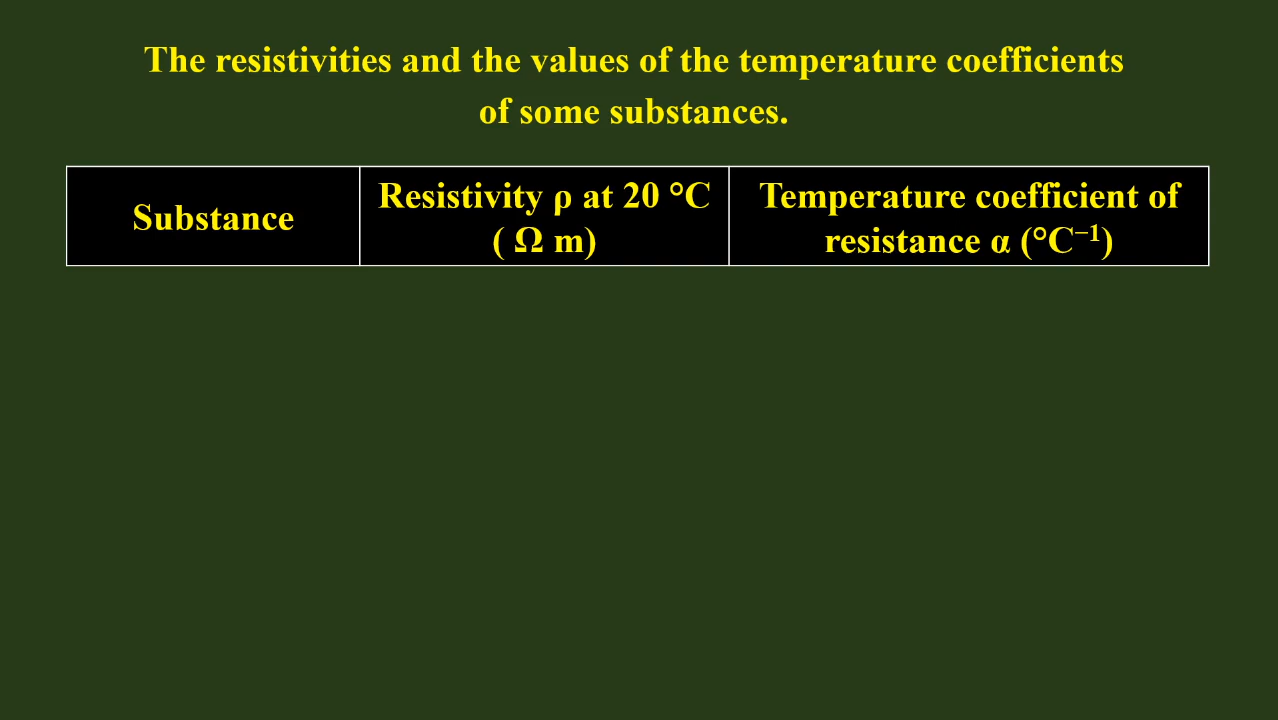 The resistivities and the values of the temperature coefficients
of some substances.
Substance
Resistivity ρ at 20 °C
( Ω m)
Temperature coefficient of
resistance α (°C⁻¹)